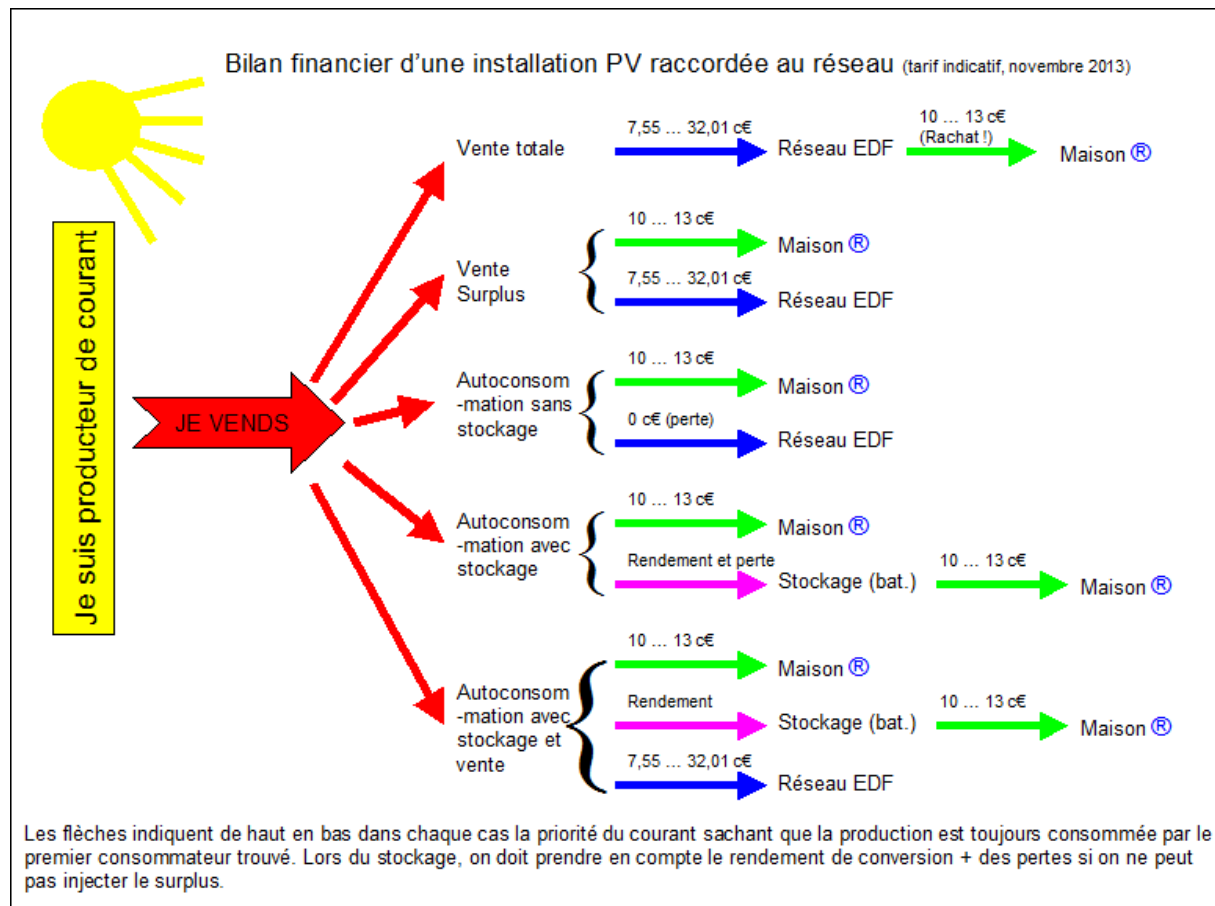 Bilan financier d'une installation PV raccordée au réseau (tarif indicatif, novembre 2013)
Je suis producteur de courant
JE VENDS
Vente totale
7,55 ... 32,01 c€
Réseau EDF
10 ... 13 c€
(Rachat !)
Maison ®
Vente
Surplus
{
10 ... 13 c€
Maison ®
7,55 ... 32,01 c€
Réseau EDF
Autoconsom
-mation sans
stockage
{
10 ... 13 c€
Maison ®
0 c€ (perte)
Réseau EDF
Autoconsom
-mation avec
stockage
{
10 ... 13 c€
Maison ®
Rendement et perte
Stockage (bat.)
10 ... 13 c€
Maison ®
Autoconsom
-mation avec
stockage et
vente
{
10 ... 13 c€
Maison ®
Rendement
Stockage (bat.)
10 ... 13 c€
Maison ®
7,55 ... 32,01 c€
Réseau EDF
Les flèches indiquent de haut en bas dans chaque cas la priorité du courant sachant que la production est toujours consommée par le
premier consommateur trouvé. Lors du stockage, on doit prendre en compte le rendement de conversion + des pertes si on ne peut
pas injecter le surplus.